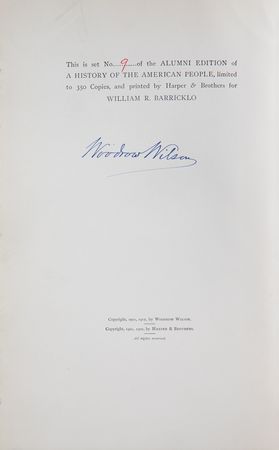 This is set No. 9 of the ALUMNI EDITION of
A HISTORY OF THE AMERICAN PEOPLE, limited
to 350 Copies, and printed by Harper & Brothers for
WILLIAM R. BARRICKLO
Woodrow Wilson
Copyright, 1901, 1902, by WOODROW WILSON.
Copyright, 1901, 1902, by HARPER & BROTHERS.
All rights reserved.